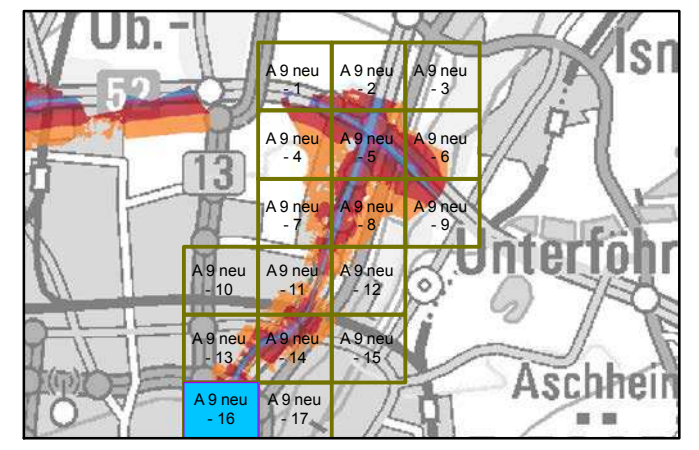 Ob.-
Isn
52
A 9 neu
- 1
A 9 neu
- 2
A 9 neu
- 3
A 9 neu
- 4
A 9 neu
- 5
A 9 neu
- 6
13
A 9 neu
- 7
A 9 neu
- 8
A 9 neu
- 9
Unterföhr
A 9 neu
- 10
A 9 neu
- 11
A 9 neu
- 12
A 9 neu
- 13
A 9 neu
- 14
A 9 neu
- 15
Aschhein
A 9 neu
- 16
A 9 neu
- 17